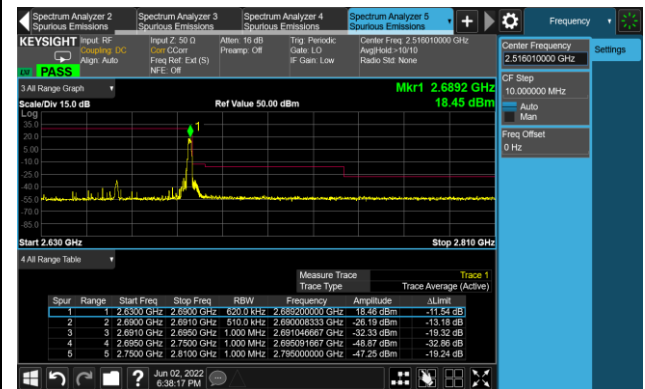 Spectrum Analyzer 2 Spectrum Analyzer 3 Spectrum Analyzer 4 Spectrum Analyzer 5 Frequency
Spurious Emissions Spurious Emissions Spurious Emissions Spurious Emissions
KEYSIGHT Input: RF Input Z: 50 Ω Atten: 16 dB Trig: Periodic Center Freq: 2.516010000 GHz
Coupling: DC Corr CCorr Preamp: Off Gate: LO Avg|Hold:>10/10
Align: Auto Freq Ref: Ext (S) IF Gain: Low Radio Std: None
NFE: Off
PASS
Center Frequency
2.516010000 GHz
Settings
CF Step
10.000000 MHz
Auto
Man
Freq Offset
0 Hz
3 All Range Graph
Mkr1 2.6892 GHz
Scale/Div 15.0 dB Ref Value 50.00 dBm 18.45 dBm
Log
35.0
20.0
5.00
-10.0
-25.0
-40.0
-55.0
-70.0
-85.0
1
Start 2.630 GHz Stop 2.810 GHz
4 All Range Table
Measure Trace Trace 1
Trace Type Trace Average (Active)
Spur Range Start Freq Stop Freq RBW Frequency Amplitude ΔLimit
1 1 2.6300 GHz 2.6900 GHz 620.0 kHz 2.689200000 GHz 18.46 dBm -11.54 dB
2 2 2.6900 GHz 2.6910 GHz 510.0 kHz 2.690008333 GHz -26.19 dBm -13.18 dB
3 3 2.6910 GHz 2.6950 GHz 1.000 MHz 2.691046667 GHz -32.33 dBm -19.32 dB
4 4 2.6950 GHz 2.7500 GHz 1.000 MHz 2.695091667 GHz -48.87 dBm -32.86 dB
5 5 2.7500 GHz 2.8100 GHz 1.000 MHz 2.795000000 GHz -47.25 dBm -19.24 dB
Jun 02, 2022
6:38:17 PM